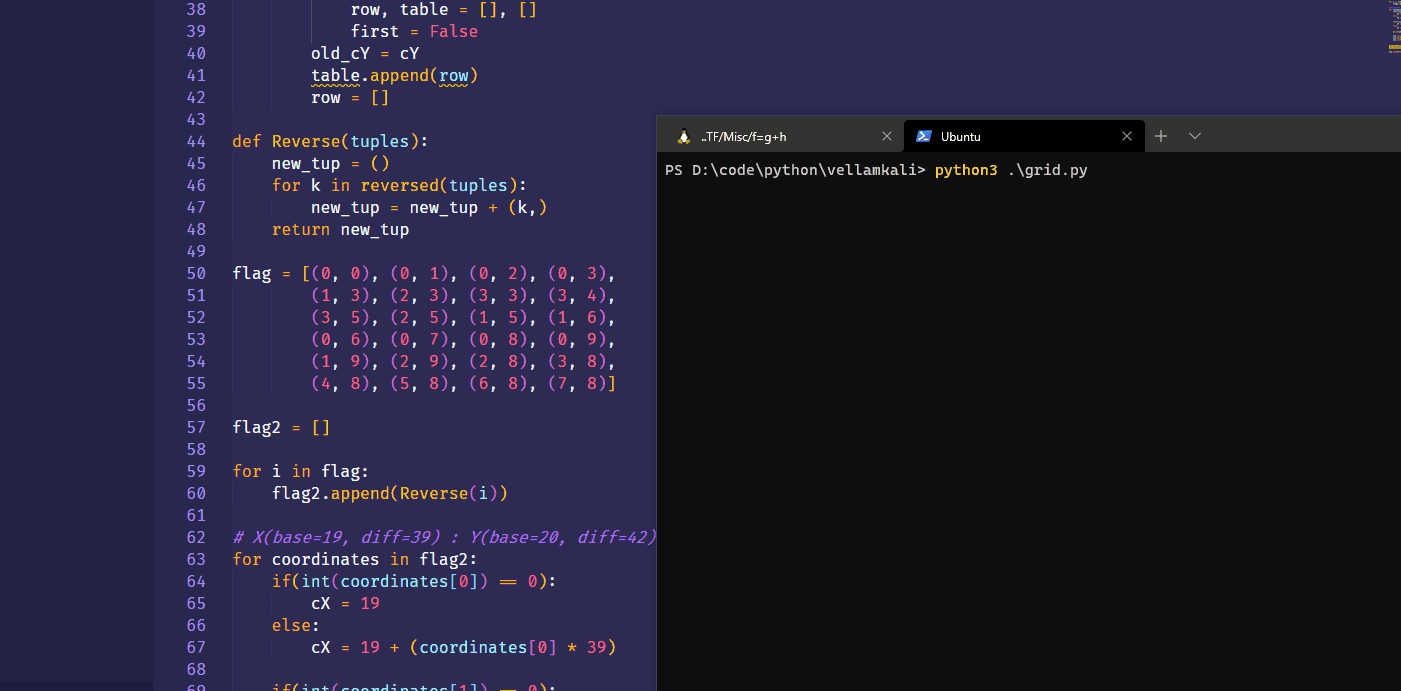 38 row, table = [], []
39 first = False
40 old_cY = cY
41 table.append(row)
42 row = []
43
44 def Reverse(tuples):
45 new_tup = ()
46 for k in reversed(tuples):
47 new_tup = new_tup + (k,)
48 return new_tup
49
50 flag = [(0, 0), (0, 1), (0, 2), (0, 3),
51 (1, 3), (2, 3), (3, 3), (3, 4),
52 (3, 5), (2, 5), (1, 5), (1, 6),
53 (0, 6), (0, 7), (0, 8), (0, 9),
54 (1, 9), (2, 9), (2, 8), (3, 8),
55 (4, 8), (5, 8), (6, 8), (7, 8)]
56
57 flag2 = []
58
59 for i in flag:
60 flag2.append(Reverse(i))
61
62 # X(base=19, diff=39) : Y(base=20, diff=42)
63 for coordinates in flag2:
64 if(int(coordinates[0]) == 0):
65 cX = 19
66 else:
67 cX = 19 + (coordinates[0] * 39)
68
69 if(int(coordinates[1]) == 0):
..TF/Misc/f=g+h
Ubuntu
PS D:\code\python\vellamkali> python3 .\grid.py